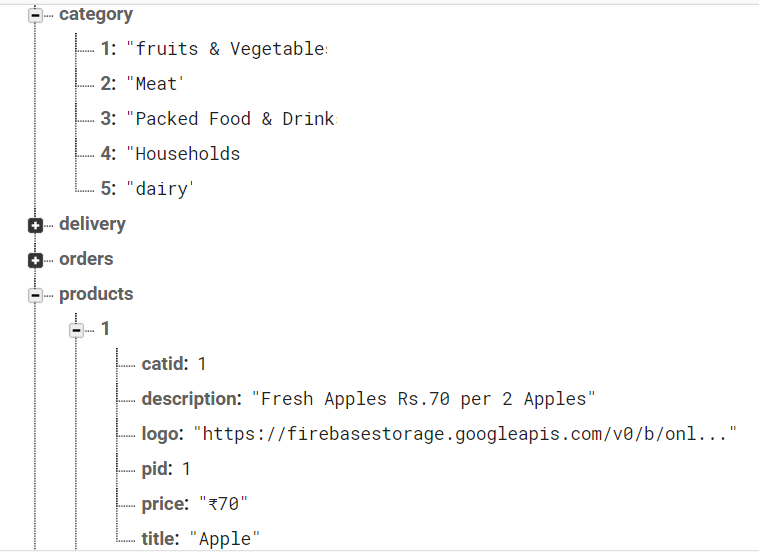 category
1: "fruits & Vegetable
2: "Meat'
3: "Packed Food & Drink
4: "Households
5: "dairy'
delivery
orders
products
1
catid: 1
description: "Fresh Apples Rs.70 per 2 Apples"
logo: "https://firebasestorage.googleapis.com/v0/b/onl..."
pid: 1
price: "₹70"
title: "Apple"